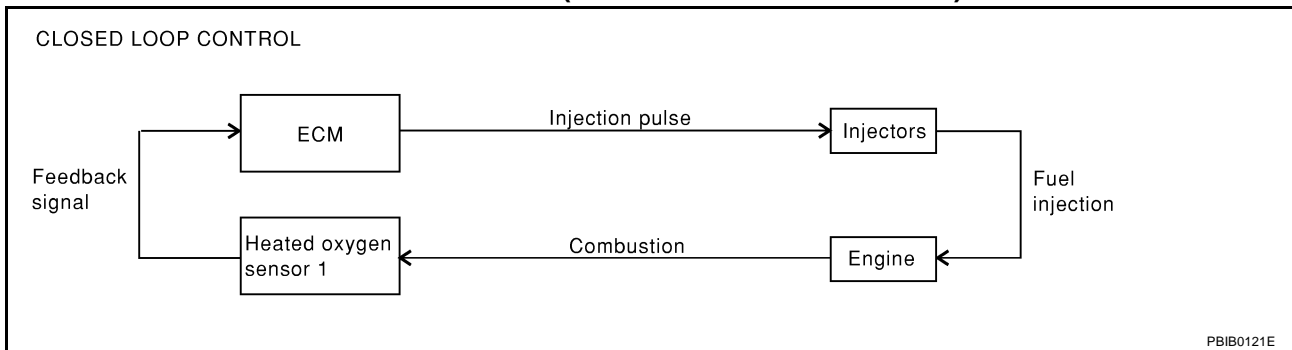 CLOSED LOOP CONTROL
ECM
Injection pulse
Injectors
Feedback
signal
Fuel
injection
Heated oxygen
sensor 1
Combustion
Engine
PBIB0121E